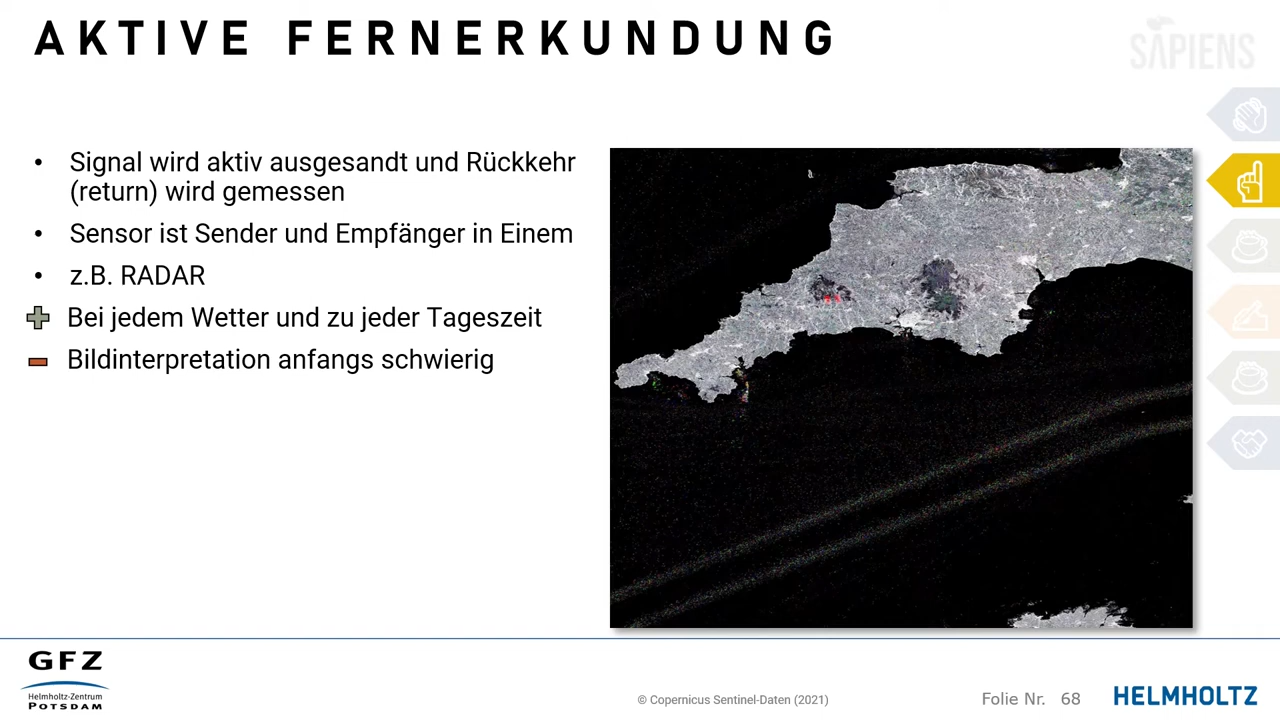 AKTIVE FERNERKUNDUNG
SAPIENS
• Signal wird aktiv ausgesandt und Rückkehr
(return) wird gemessen
• Sensor ist Sender und Empfänger in Einem
• z.B. RADAR
Bei jedem Wetter und zu jeder Tageszeit
Bildinterpretation anfangs schwierig
GFZ
Helmholtz-Zentrum
POTSDAM
© Copernicus Sentinel-Daten (2021)
Folie Nr. 68
HELMHOLTZ